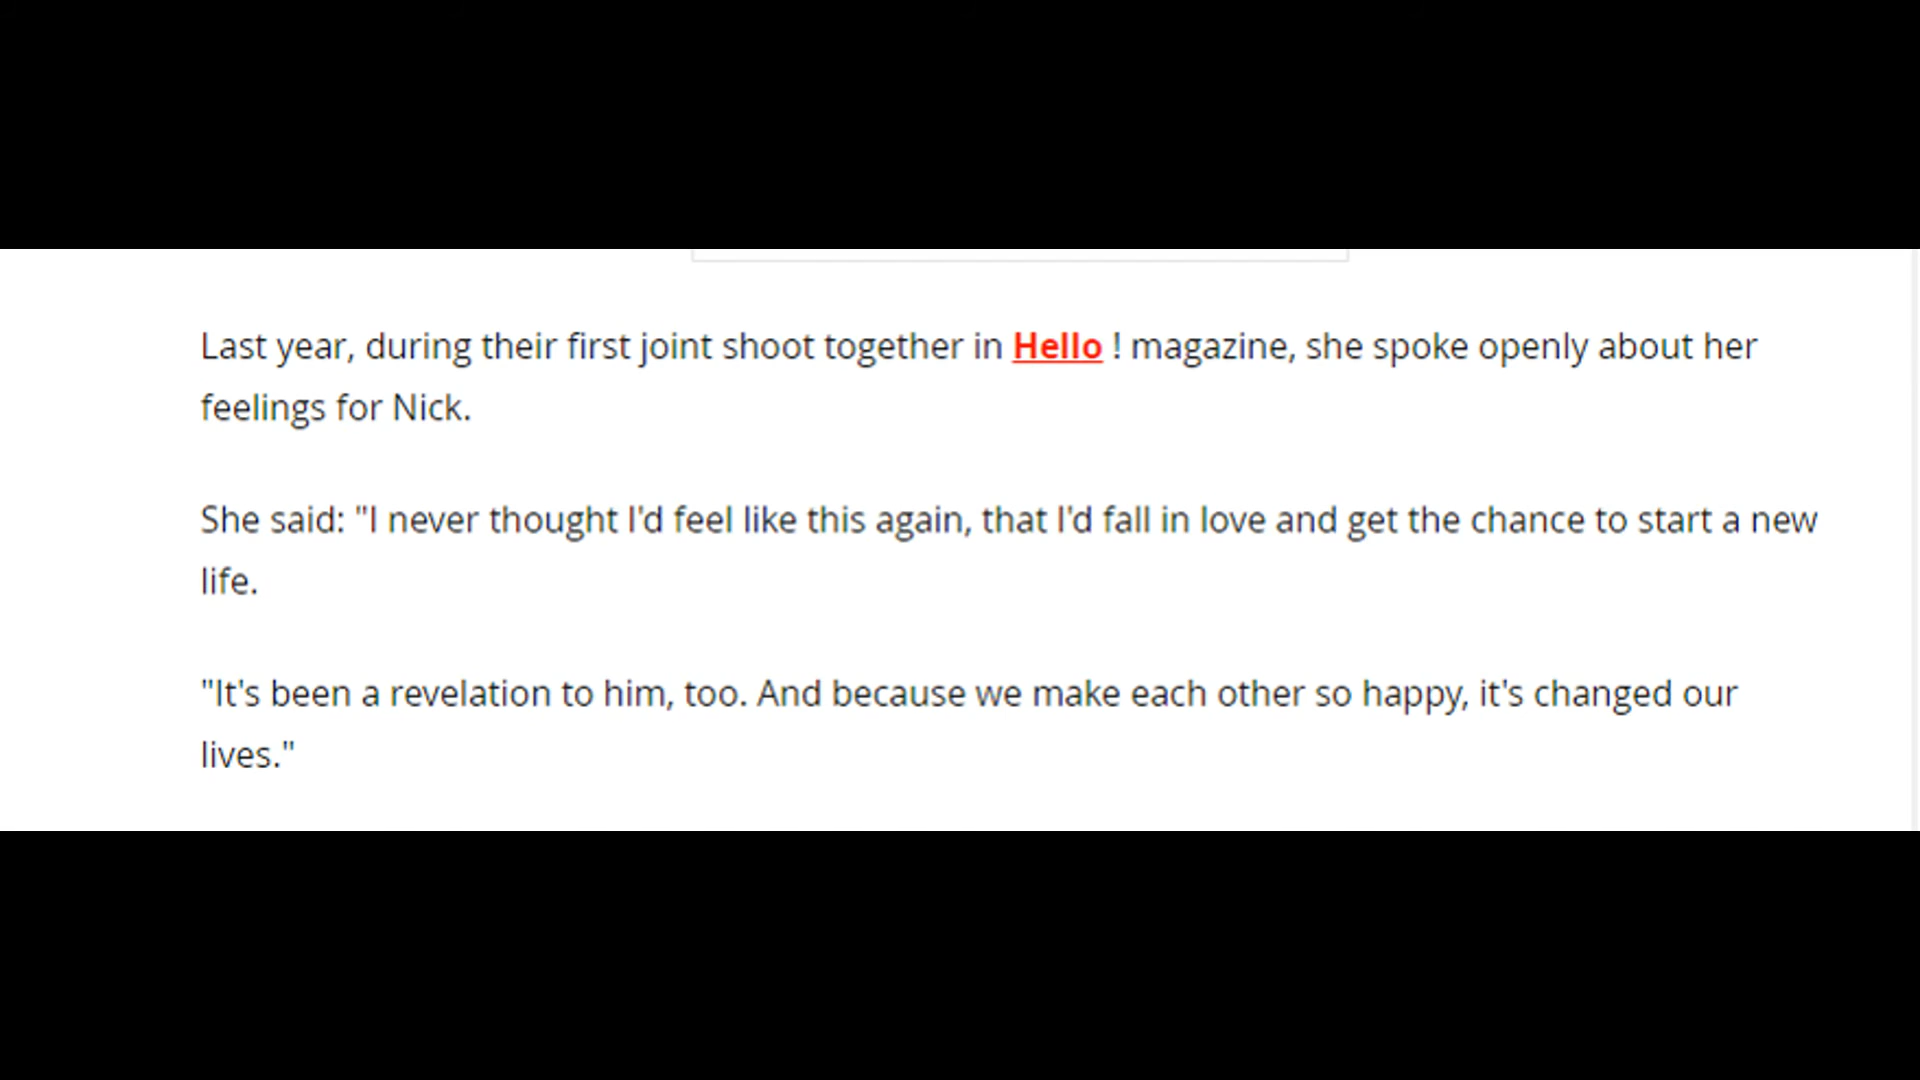 Last year, during their first joint shoot together in Hello ! magazine, she spoke openly about her
feelings for Nick.
She said: "I never thought I'd feel like this again, that I'd fall in love and get the chance to start a new
life.
"It's been a revelation to him, too. And because we make each other so happy, it's changed our
lives."